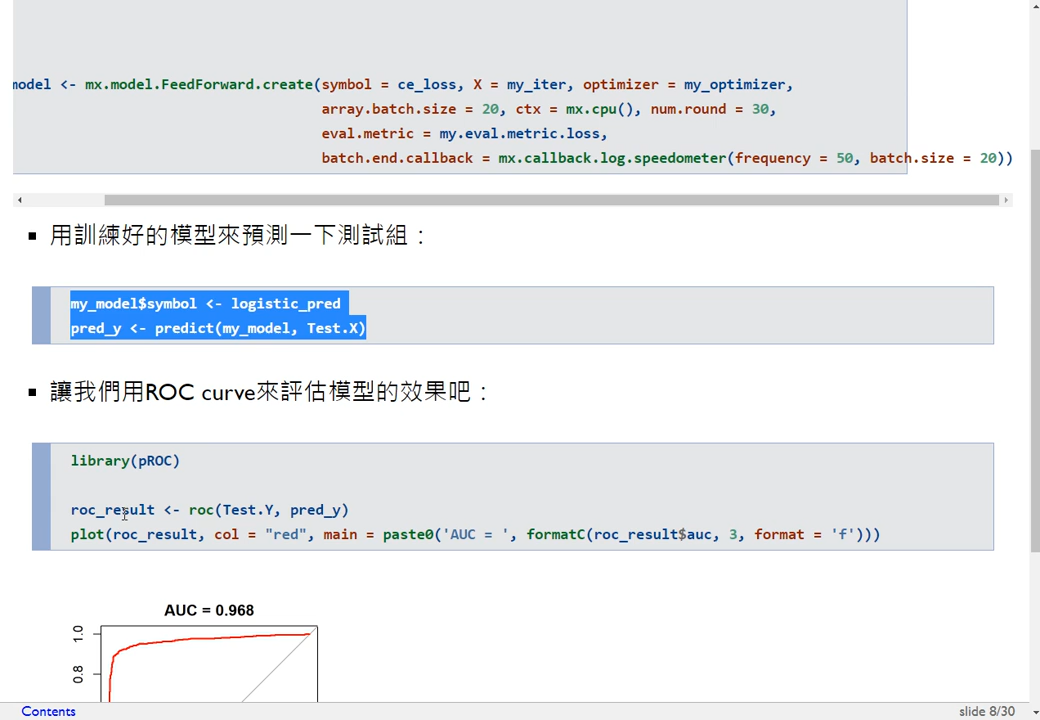 model <- mx.model.FeedForward.create(symbol = ce_loss, X = my_iter, optimizer = my_optimizer,
array.batch.size = 20, ctx = mx.cpu(), num.round = 30,
eval.metric = my.eval.metric.loss,
batch.end.callback = mx.callback.log.speedometer(frequency = 50, batch.size = 20))
▪ 用訓練好的模型來預測一下測試組：
my_model$symbol <- logistic_pred
pred_y <- predict(my_model, Test.X)
▪ 讓我們用ROC curve來評估模型的效果吧：
library(pROC)
roc_result <- roc(Test.Y, pred_y)
plot(roc_result, col = "red", main = paste0('AUC = ', formatC(roc_result$auc, 3, format = 'f')))
AUC = 0.968
1.0
0.8
Contents
slide 8/30